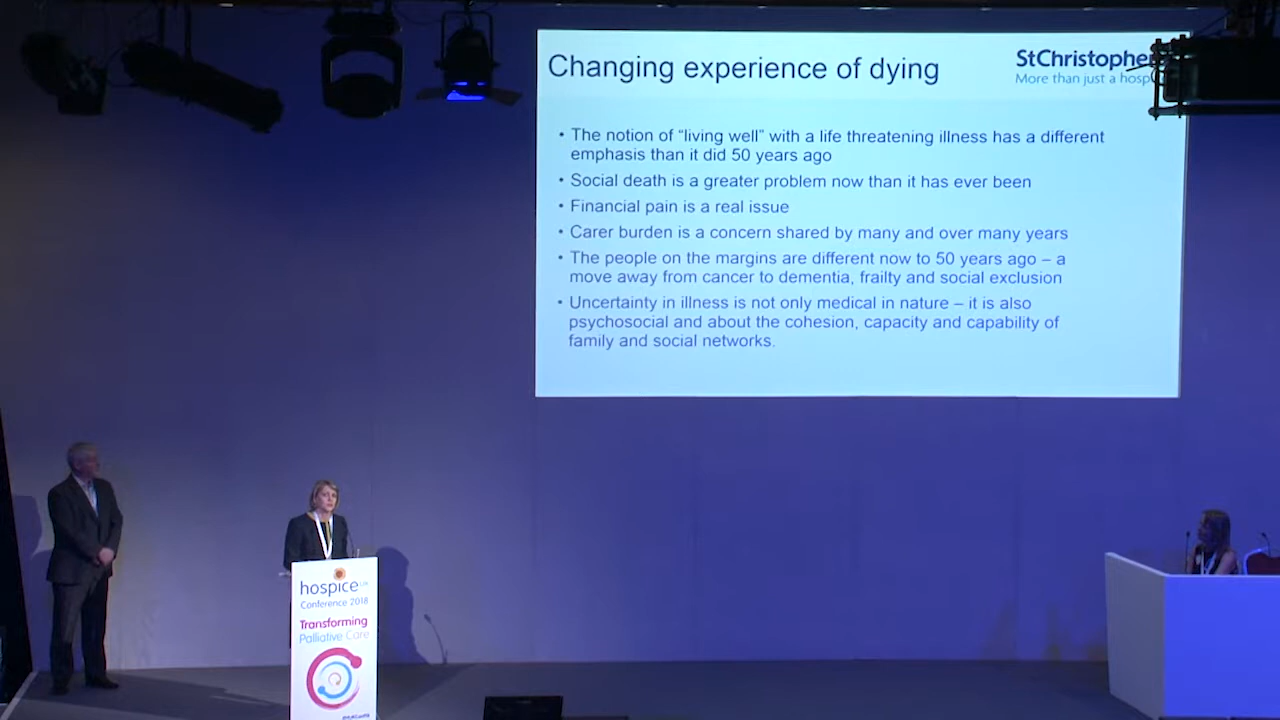 Changing experience of dying
StChristopher
More than just a hosp
• The notion of “living well” with a life threatening illness has a different
emphasis than it did 50 years ago
• Social death is a greater problem now than it has ever been
• Financial pain is a real issue
• Carer burden is a concern shared by many and over many years
• The people on the margins are different now to 50 years ago – a
move away from cancer to dementia, frailty and social exclusion
• Uncertainty in illness is not only medical in nature – it is also
psychosocial and about the cohesion, capacity and capability of
family and social networks.
hospice UK
Conference 2018
Transforming
Palliative Care